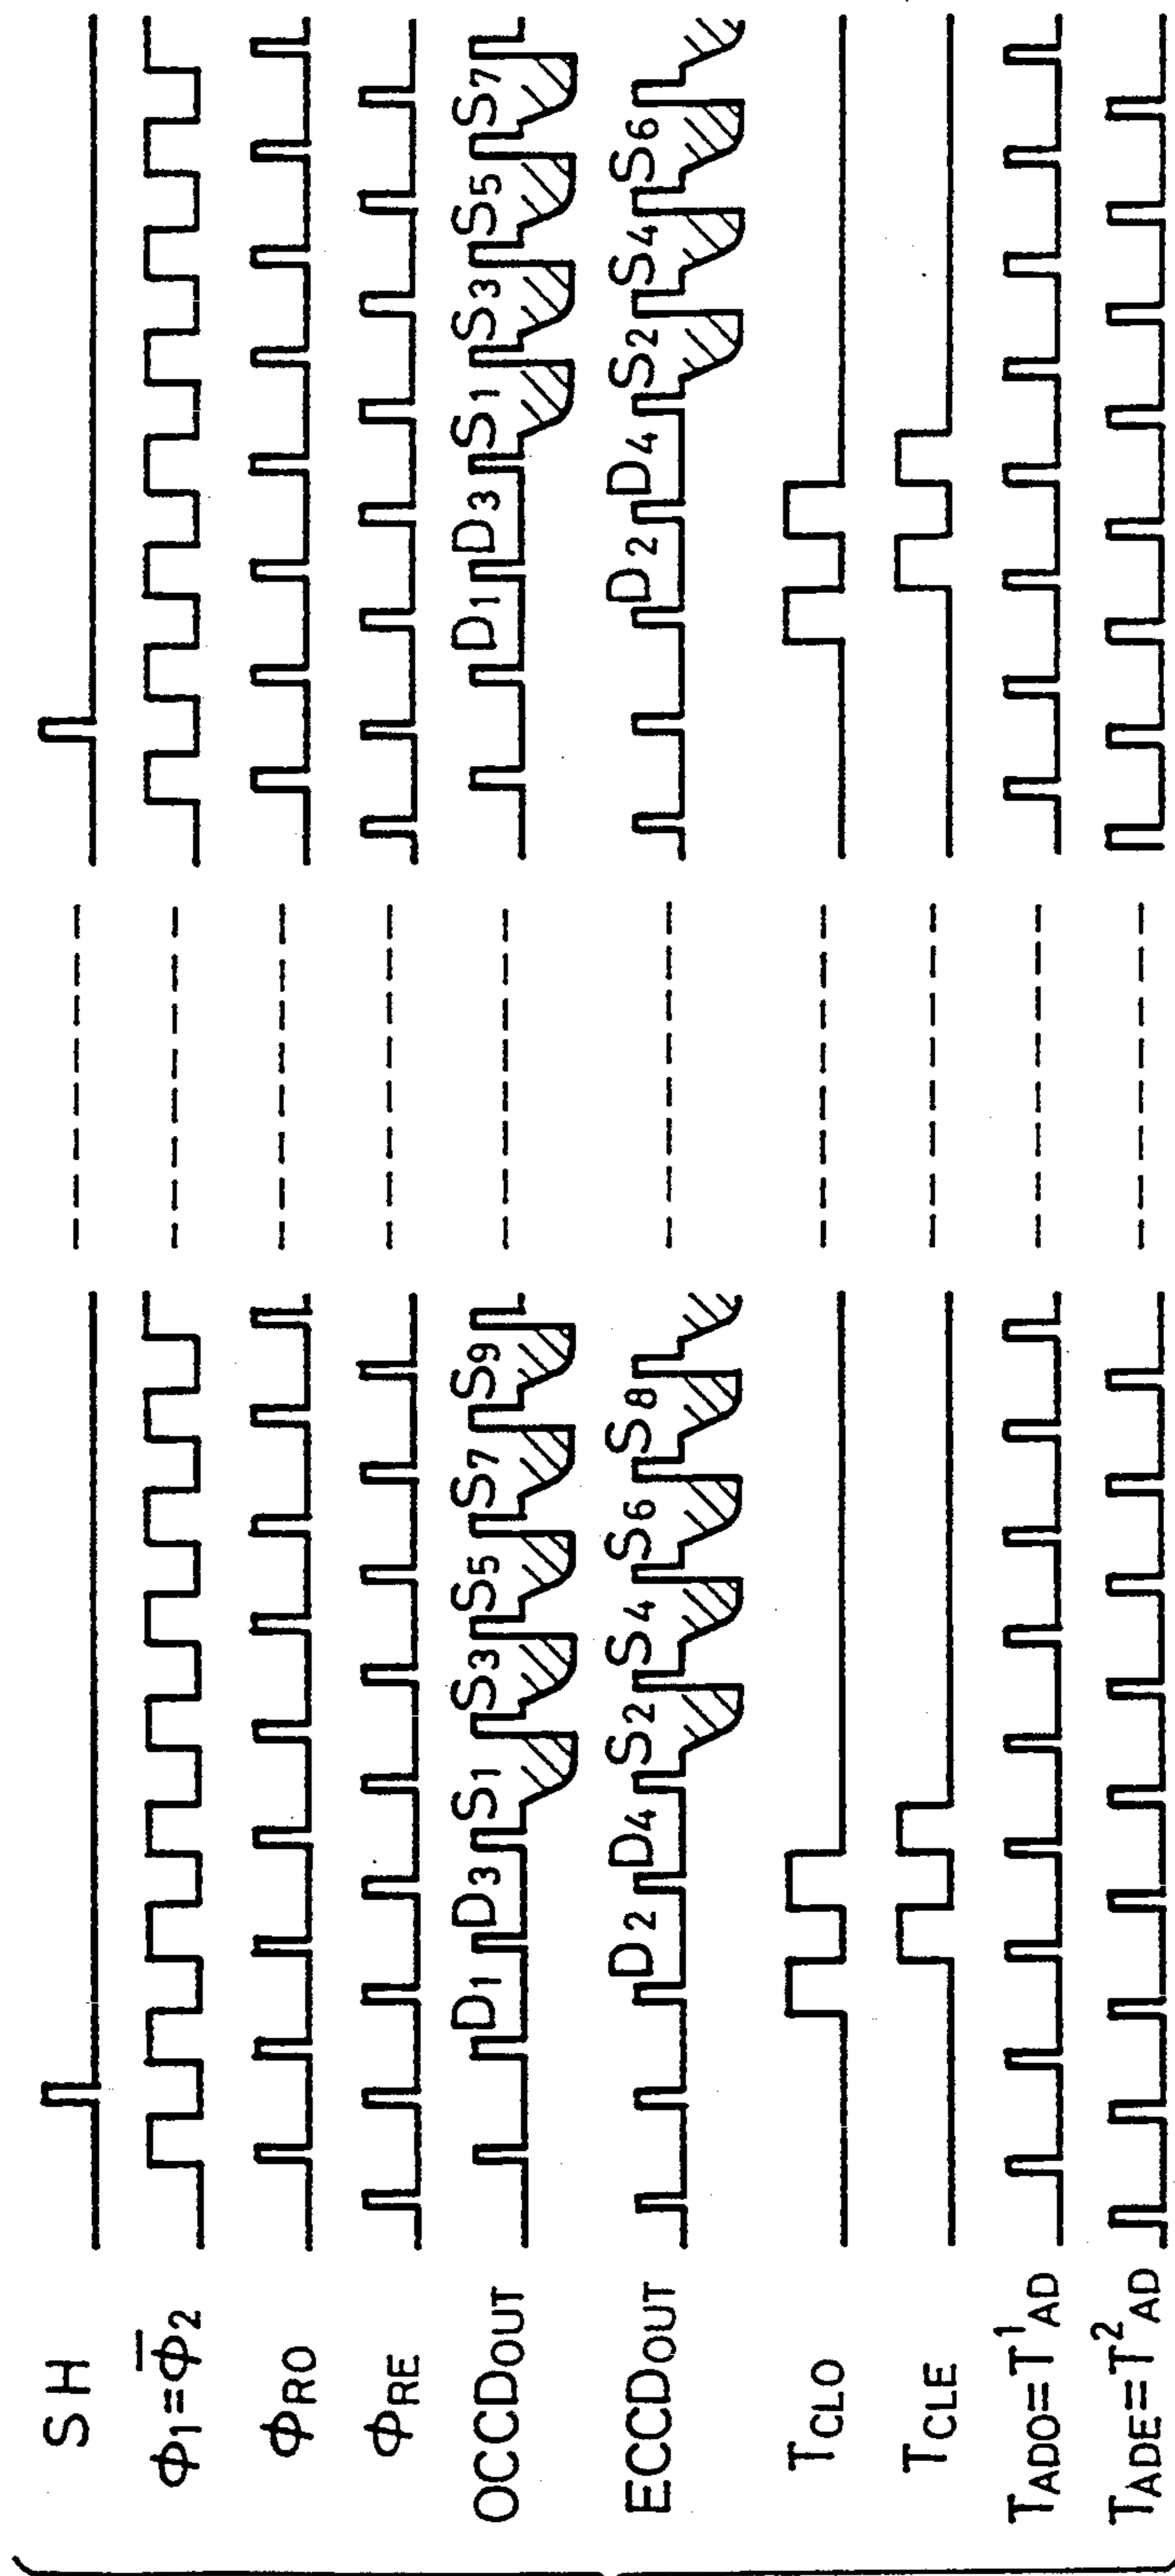 SH
ϕ1=ϕ̅2
ϕRO
ϕRE
OCCDOUT
D1 D3 S1 S3 S5 S7 S9
D1 D3 S1 S3 S5 S7
ECCDOUT
D2 D4 S2 S4 S6 S8
D2 D4 S2 S4 S6
TCLO
TCLE
TADO=T¹AD
TADE=T²AD